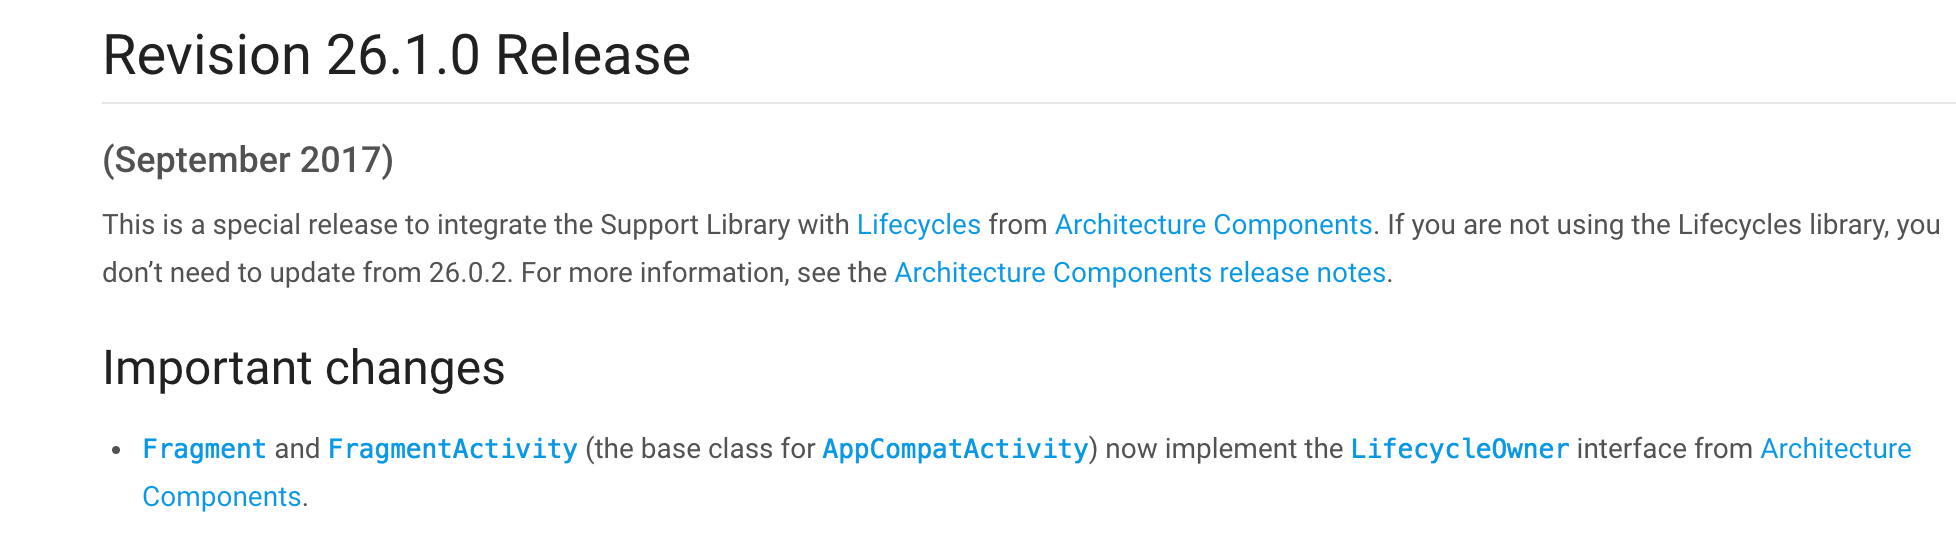 Revision 26.1.0 Release
(September 2017)
This is a special release to integrate the Support Library with Lifecycles from Architecture Components. If you are not using the Lifecycles library, you
don’t need to update from 26.0.2. For more information, see the Architecture Components release notes.
Important changes
• Fragment and FragmentActivity (the base class for AppCompatActivity) now implement the LifecycleOwner interface from Architecture
Components.